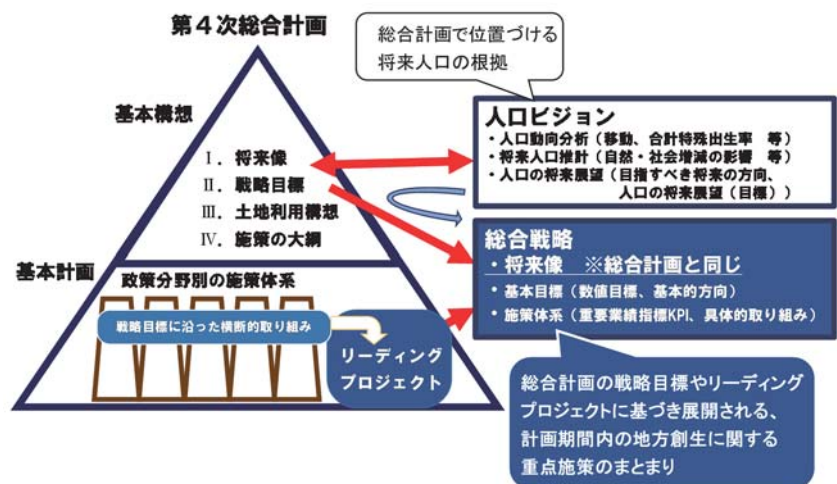 第４次総合計画
総合計画で位置づける
将来人口の根拠
基本構想
Ⅰ．将来像
Ⅱ．戦略目標
Ⅲ．土地利用構想
Ⅳ．施策の大綱
人口ビジョン
・人口動向分析（移動、合計特殊出生率　等）
・将来人口推計（自然・社会増減の影響　等）
・人口の将来展望（目指すべき将来の方向、
人口の将来展望（目標））
基本計画
政策分野別の施策体系
戦略目標に沿った横断的取り組み
リーディング
プロジェクト
総合戦略
・将来像　※総合計画と同じ
・基本目標（数値目標、基本的方向）
・施策体系（重要業績指標KPI、具体的取り組み）
総合計画の戦略目標やリーディング
プロジェクトに基づき展開される、
計画期間内の地方創生に関する
重点施策のまとまり